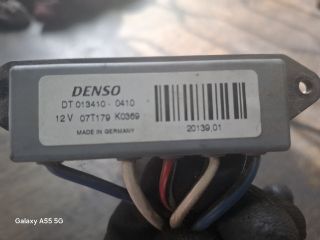 DENSO
DT 013410 - 0410
12 V 07T179 K0369
MADE IN GERMANY
20139.01
Galaxy A55 5G